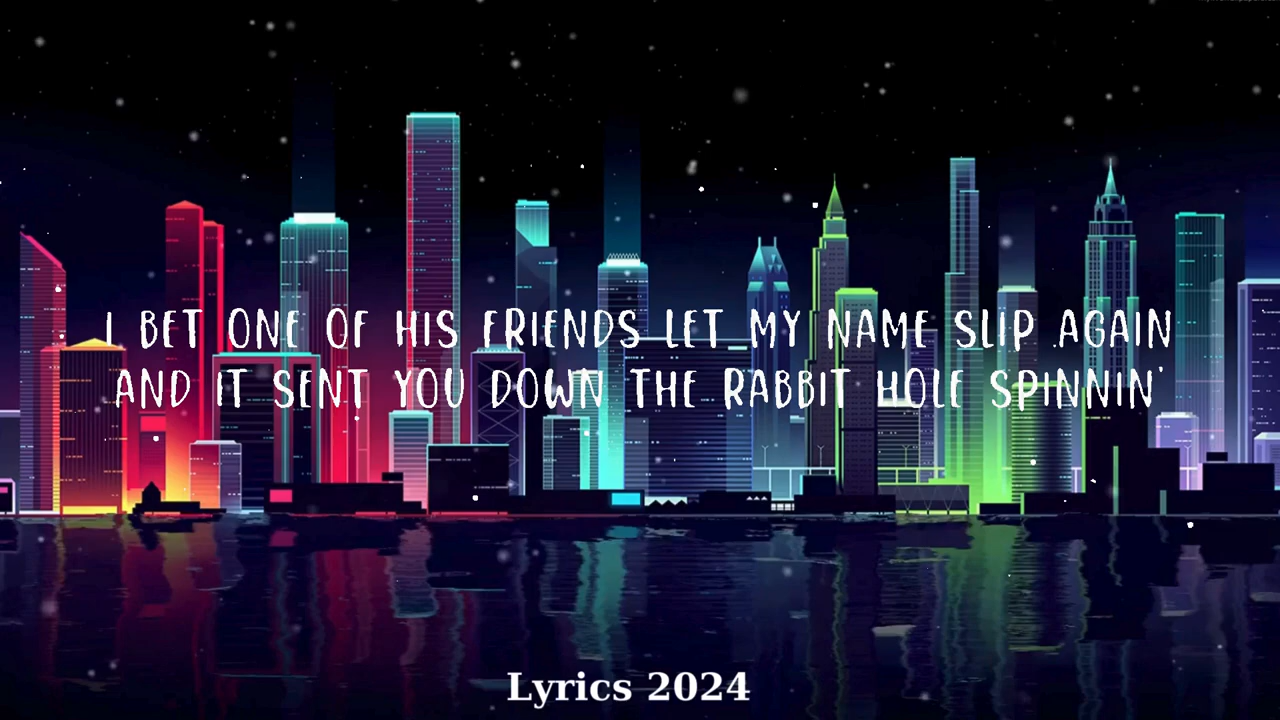 I BET ONE OF HIS FRIENDS LET MY NAME SLIP AGAIN
AND IT SENT YOU DOWN THE RABBIT HOLE SPINNIN'
Lyrics 2024